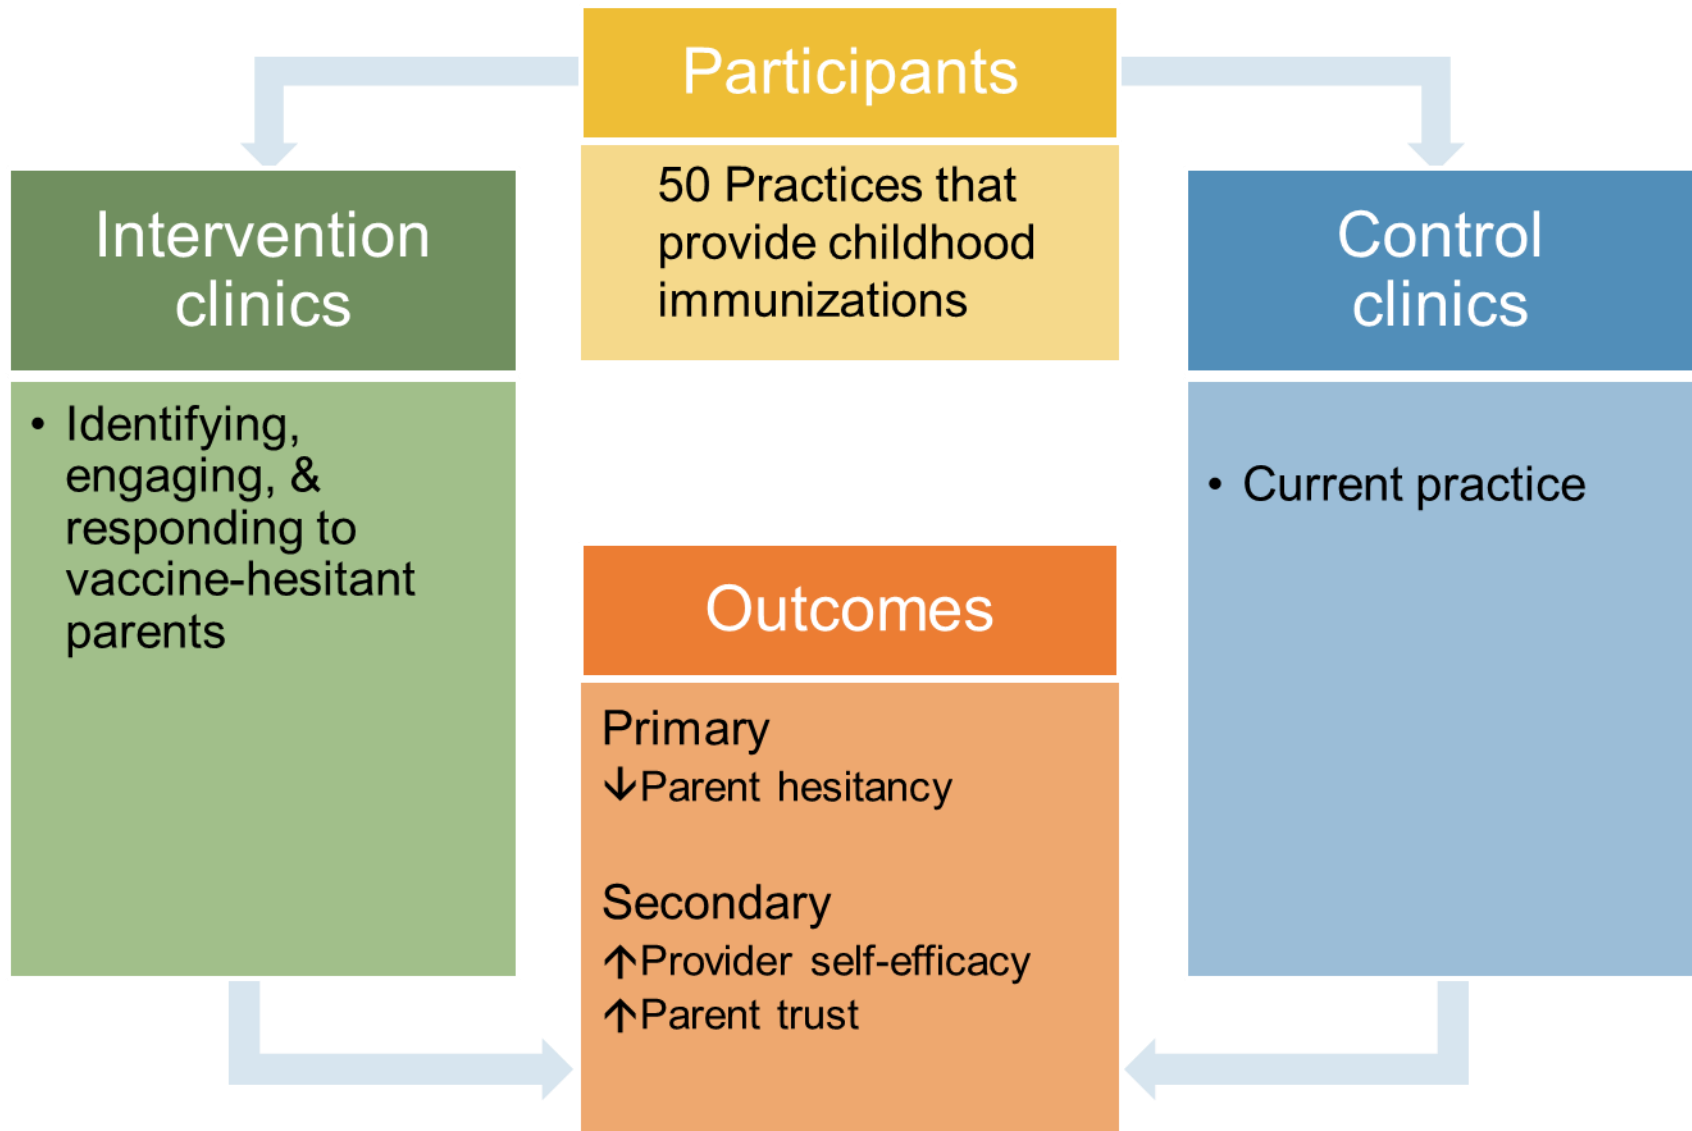 Participants
50 Practices that
provide childhood
immunizations
Intervention
clinics
• Identifying,
engaging, &
responding to
vaccine-hesitant
parents
Control
clinics
• Current practice
Outcomes
Primary
↓Parent hesitancy
Secondary
↑Provider self-efficacy
↑Parent trust